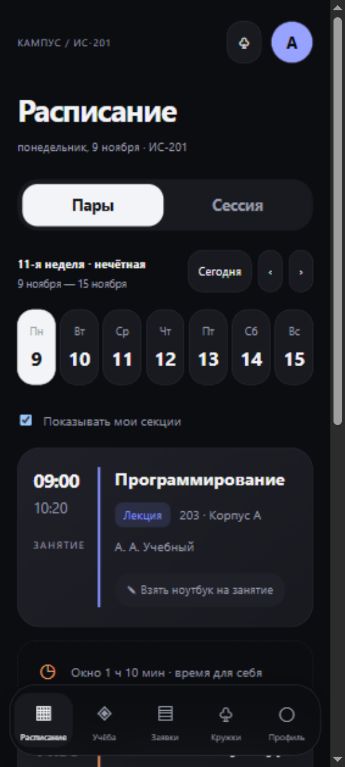 КАМПУС / ИС-201
А
Расписание
понедельник, 9 ноября · ИС-201
Пары
Сессия
11-я неделя · нечётная
9 ноября — 15 ноября
Сегодня
‹
›
Пн Вт Ср Чт Пт Сб Вс
9 10 11 12 13 14 15
Показывать мои секции
09:00
10:20
ЗАНЯТИЕ
Программирование
Лекция 203 · Корпус А
А. А. Учебный
Взять ноутбук на занятие
Окно 1 ч 10 мин · время для себя
Расписание Учёба Заявки Кружки Профиль